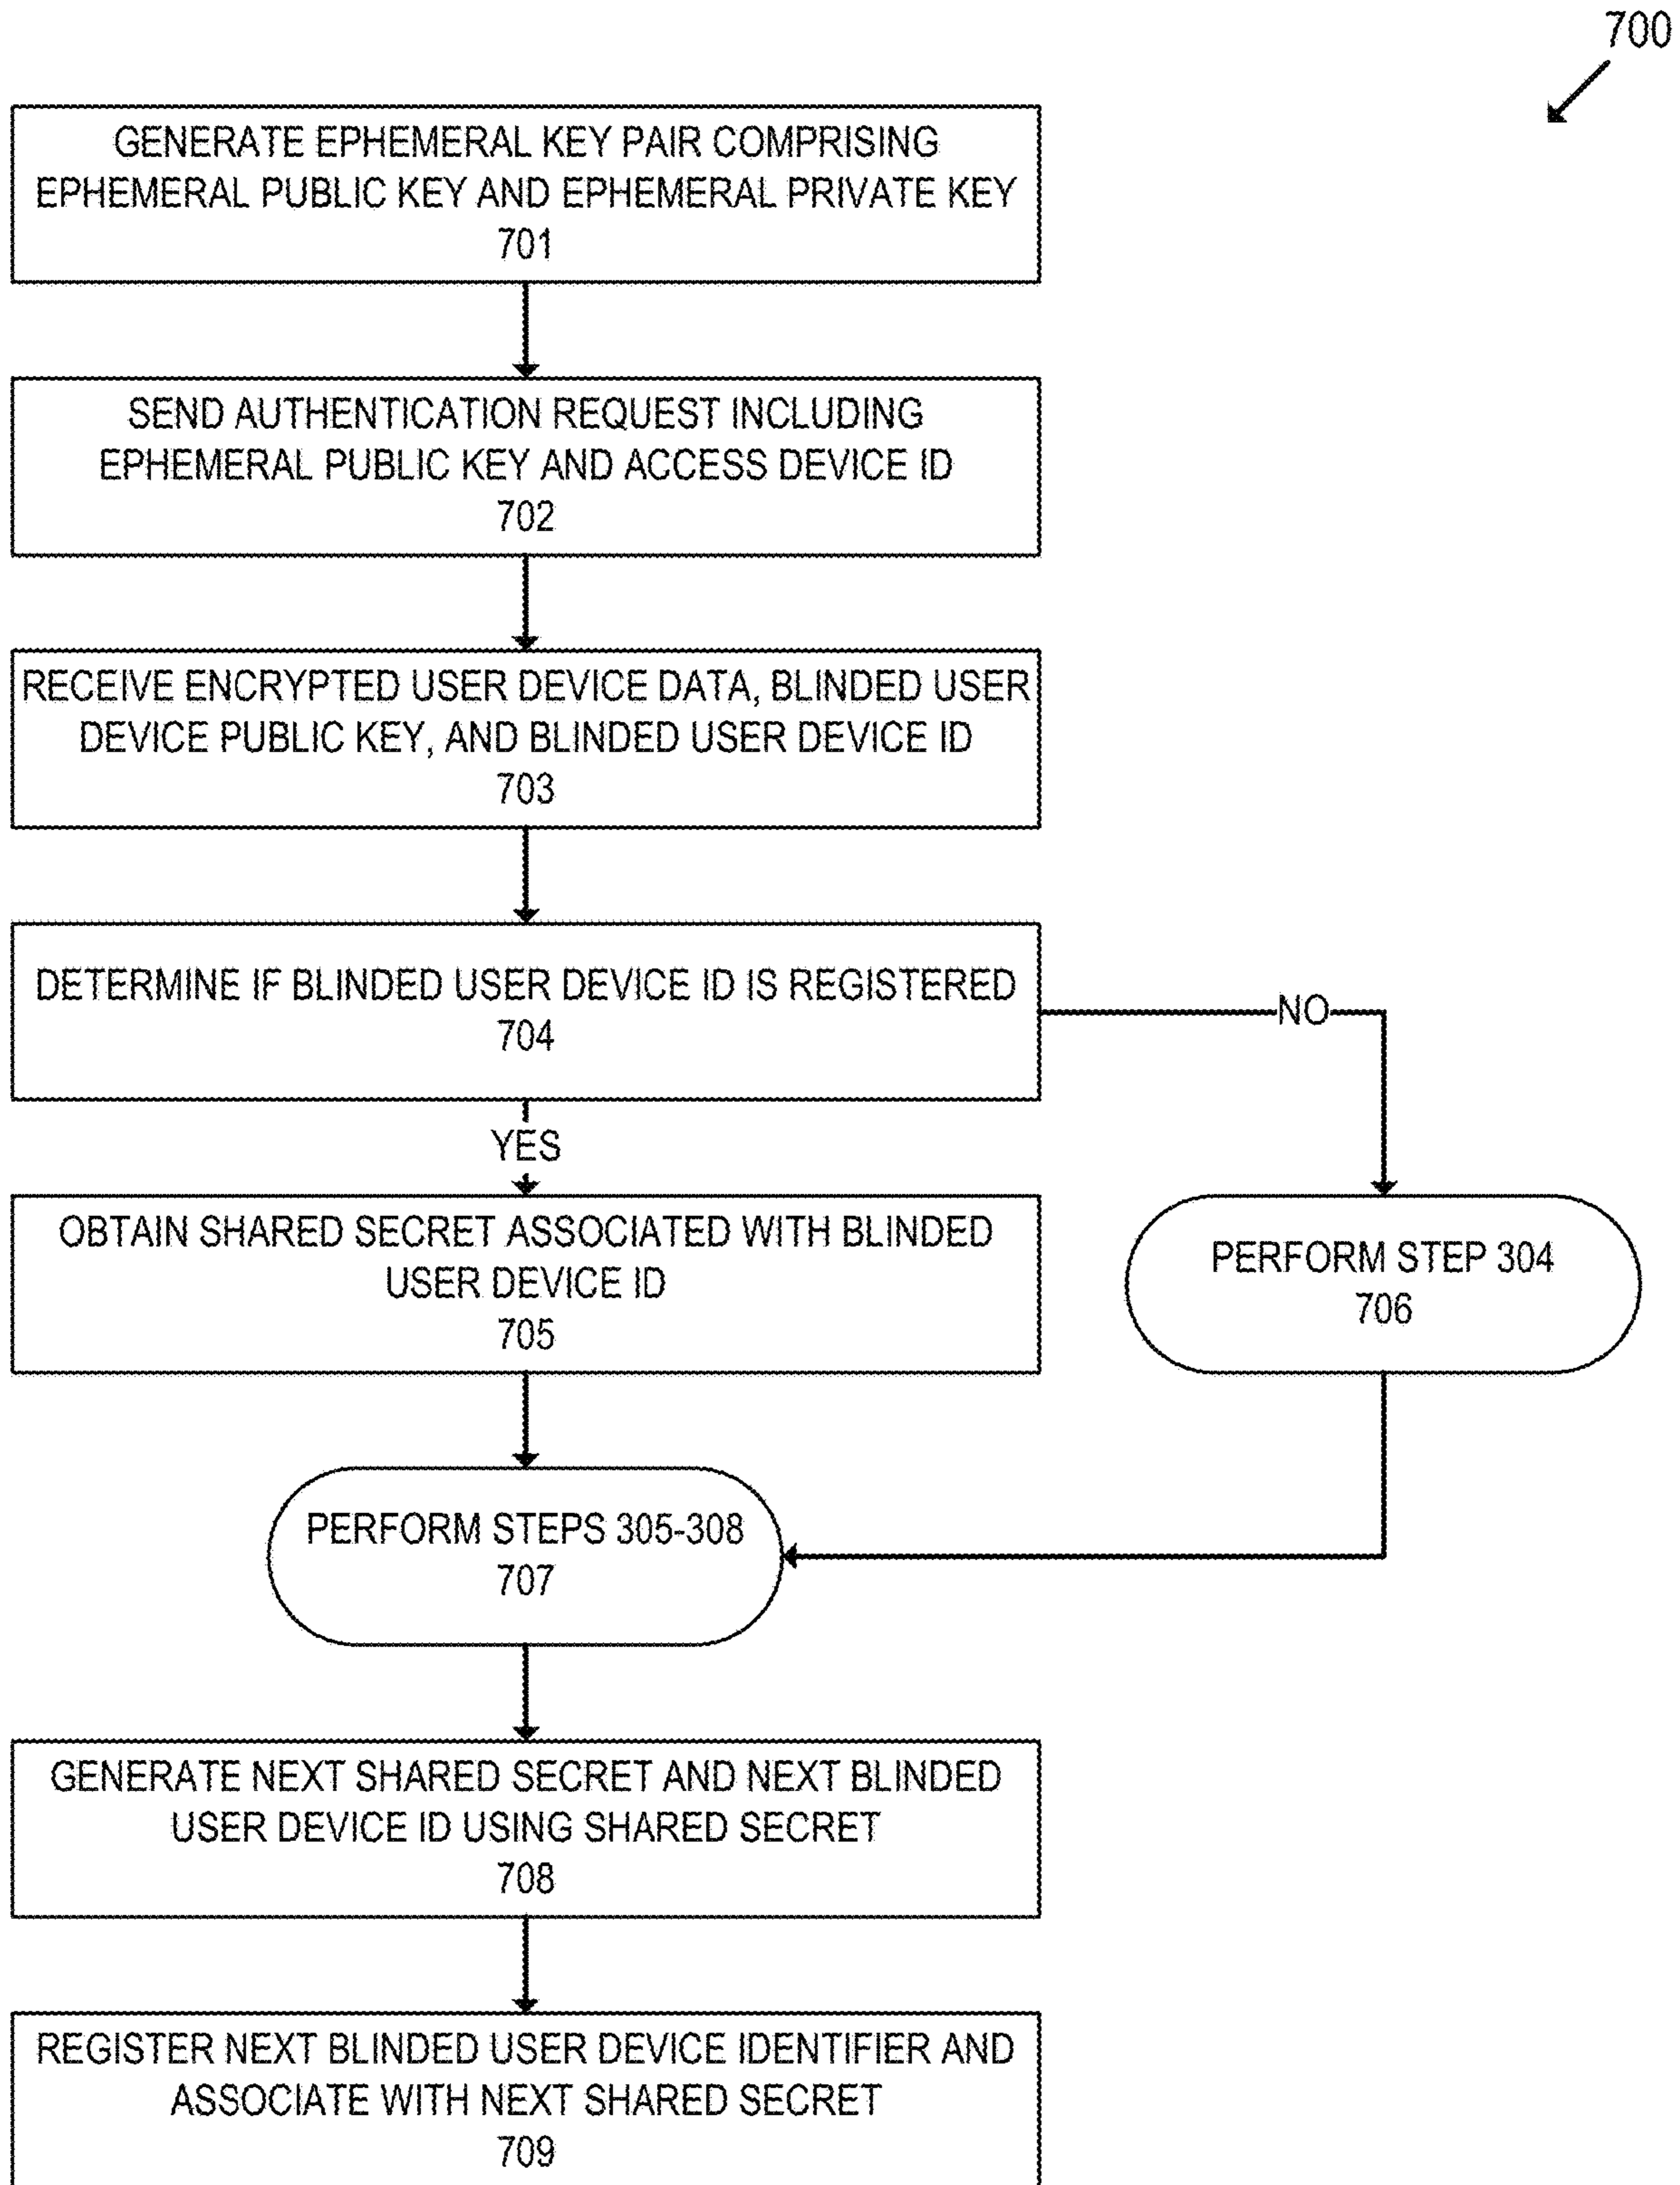 700
GENERATE EPHEMERAL KEY PAIR COMPRISING
EPHEMERAL PUBLIC KEY AND EPHEMERAL PRIVATE KEY
701
SEND AUTHENTICATION REQUEST INCLUDING
EPHEMERAL PUBLIC KEY AND ACCESS DEVICE ID
702
RECEIVE ENCRYPTED USER DEVICE DATA, BLINDED USER
DEVICE PUBLIC KEY, AND BLINDED USER DEVICE ID
703
DETERMINE IF BLINDED USER DEVICE ID IS REGISTERED
704
NO
YES
OBTAIN SHARED SECRET ASSOCIATED WITH BLINDED
USER DEVICE ID
705
PERFORM STEP 304
706
PERFORM STEPS 305-308
707
GENERATE NEXT SHARED SECRET AND NEXT BLINDED
USER DEVICE ID USING SHARED SECRET
708
REGISTER NEXT BLINDED USER DEVICE IDENTIFIER AND
ASSOCIATE WITH NEXT SHARED SECRET
709